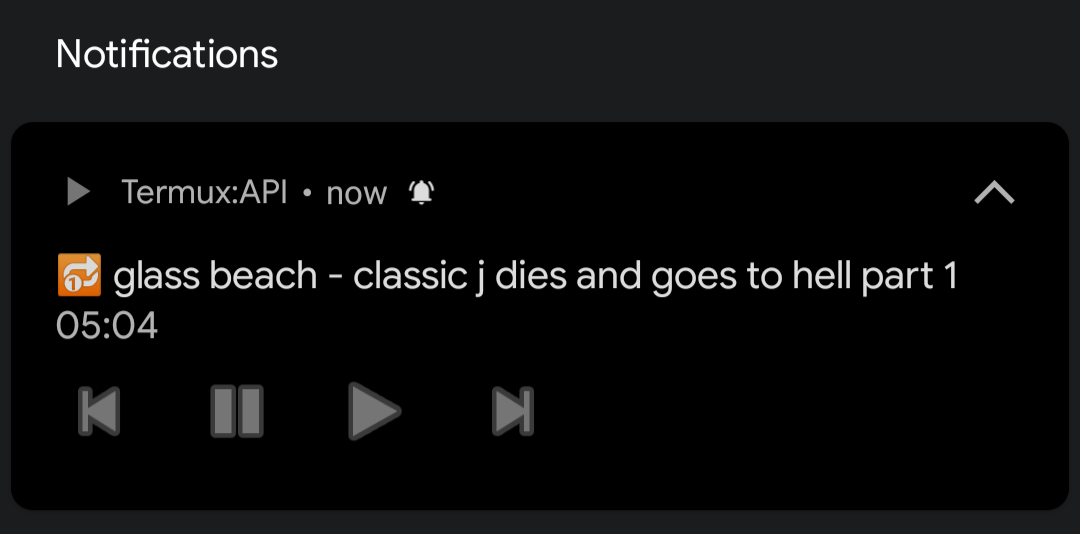 Notifications
Termux:API • now
🔂 glass beach - classic j dies and goes to hell part 1
05:04